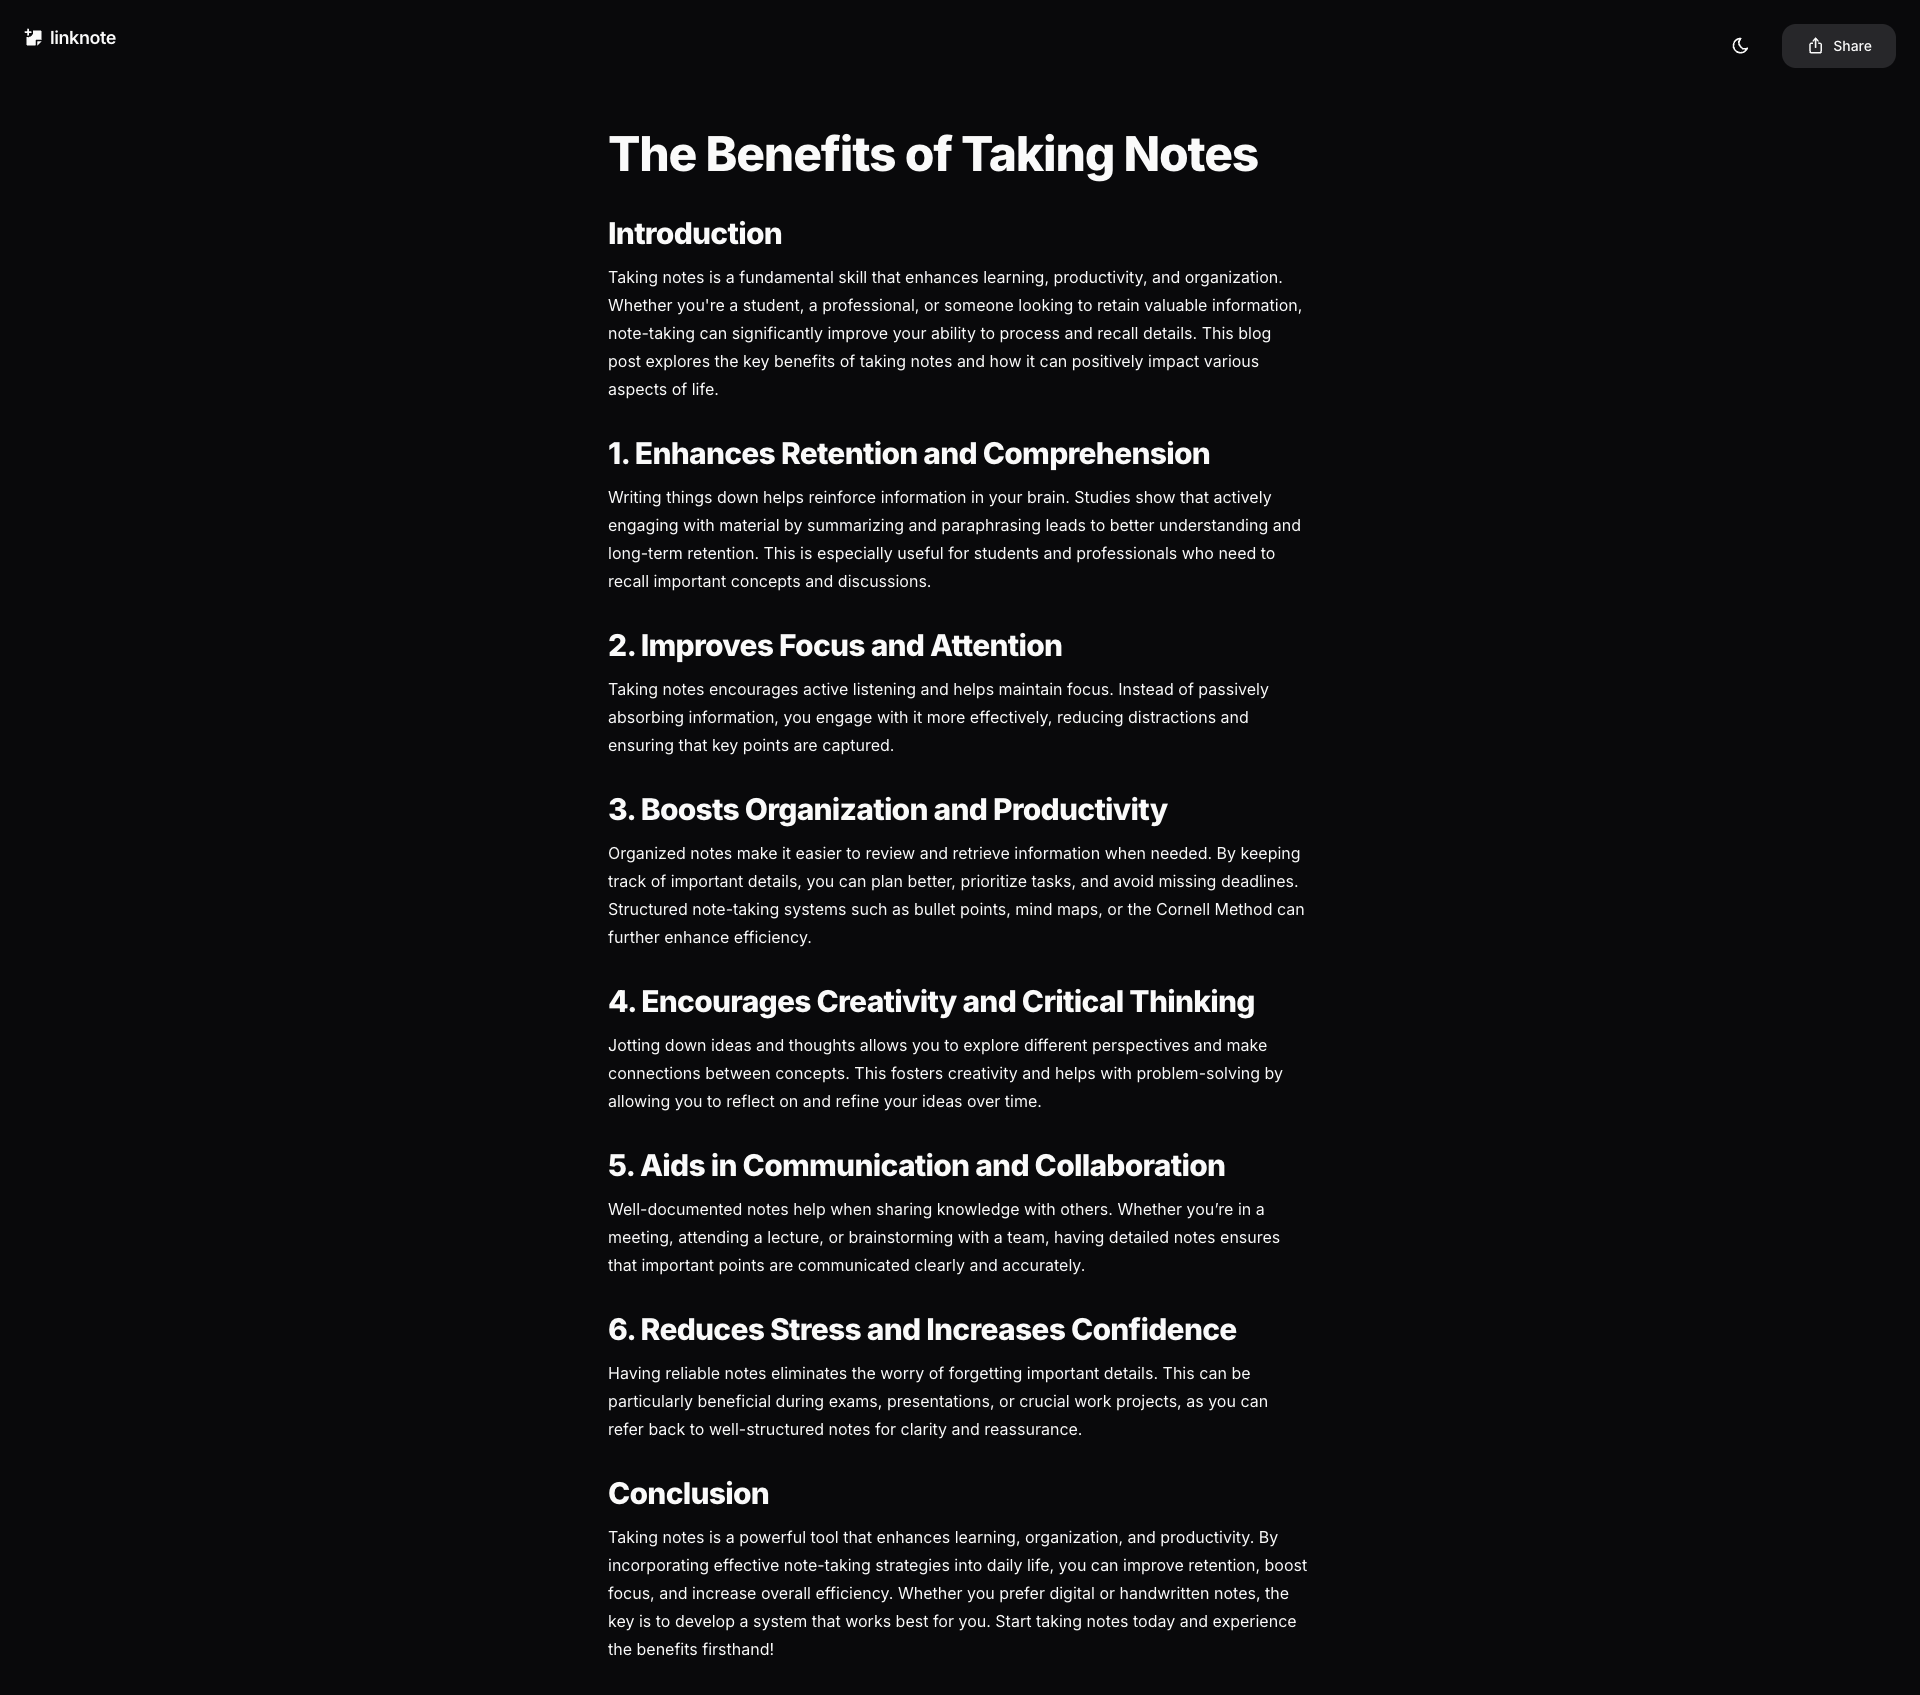 linknote
Share
The Benefits of Taking Notes
Introduction
Taking notes is a fundamental skill that enhances learning, productivity, and organization.
Whether you're a student, a professional, or someone looking to retain valuable information,
note-taking can significantly improve your ability to process and recall details. This blog
post explores the key benefits of taking notes and how it can positively impact various
aspects of life.
1. Enhances Retention and Comprehension
Writing things down helps reinforce information in your brain. Studies show that actively
engaging with material by summarizing and paraphrasing leads to better understanding and
long-term retention. This is especially useful for students and professionals who need to
recall important concepts and discussions.
2. Improves Focus and Attention
Taking notes encourages active listening and helps maintain focus. Instead of passively
absorbing information, you engage with it more effectively, reducing distractions and
ensuring that key points are captured.
3. Boosts Organization and Productivity
Organized notes make it easier to review and retrieve information when needed. By keeping
track of important details, you can plan better, prioritize tasks, and avoid missing deadlines.
Structured note-taking systems such as bullet points, mind maps, or the Cornell Method can
further enhance efficiency.
4. Encourages Creativity and Critical Thinking
Jotting down ideas and thoughts allows you to explore different perspectives and make
connections between concepts. This fosters creativity and helps with problem-solving by
allowing you to reflect on and refine your ideas over time.
5. Aids in Communication and Collaboration
Well-documented notes help when sharing knowledge with others. Whether you’re in a
meeting, attending a lecture, or brainstorming with a team, having detailed notes ensures
that important points are communicated clearly and accurately.
6. Reduces Stress and Increases Confidence
Having reliable notes eliminates the worry of forgetting important details. This can be
particularly beneficial during exams, presentations, or crucial work projects, as you can
refer back to well-structured notes for clarity and reassurance.
Conclusion
Taking notes is a powerful tool that enhances learning, organization, and productivity. By
incorporating effective note-taking strategies into daily life, you can improve retention, boost
focus, and increase overall efficiency. Whether you prefer digital or handwritten notes, the
key is to develop a system that works best for you. Start taking notes today and experience
the benefits firsthand!